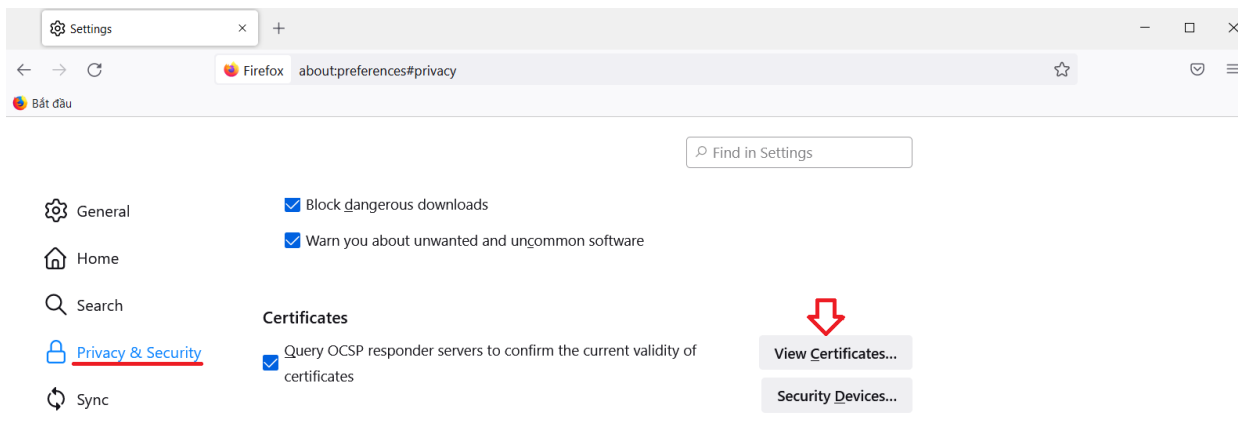 Settings
Firefox about:preferences#privacy
Bắt đầu
Find in Settings
General
Block dangerous downloads
Warn you about unwanted and uncommon software
Home
Search
Certificates
Privacy & Security
Query OCSP responder servers to confirm the current validity of
certificates
View Certificates...
Security Devices...
Sync